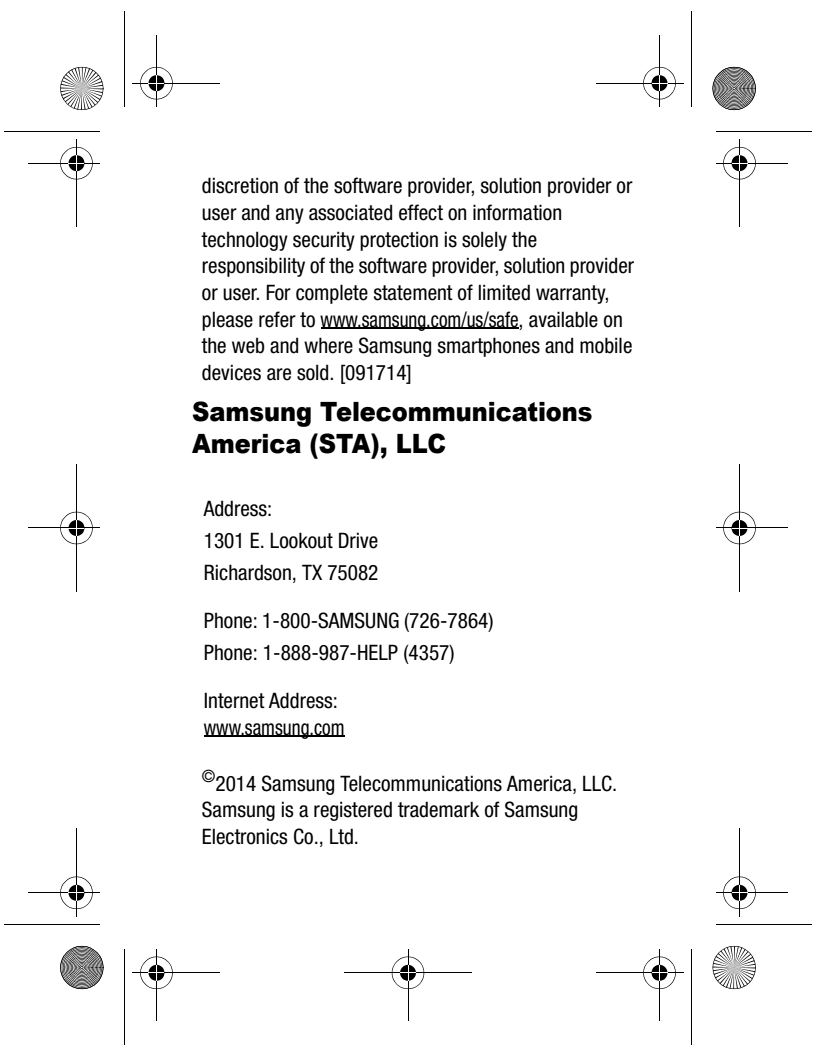 discretion of the software provider, solution provider or
user and any associated effect on information
technology security protection is solely the
responsibility of the software provider, solution provider
or user. For complete statement of limited warranty,
please refer to www.samsung.com/us/safe, available on
the web and where Samsung smartphones and mobile
devices are sold. [091714]
Samsung Telecommunications
America (STA), LLC
Address:
1301 E. Lookout Drive
Richardson, TX 75082
Phone: 1-800-SAMSUNG (726-7864)
Phone: 1-888-987-HELP (4357)
Internet Address:
www.samsung.com
©2014 Samsung Telecommunications America, LLC.
Samsung is a registered trademark of Samsung
Electronics Co., Ltd.